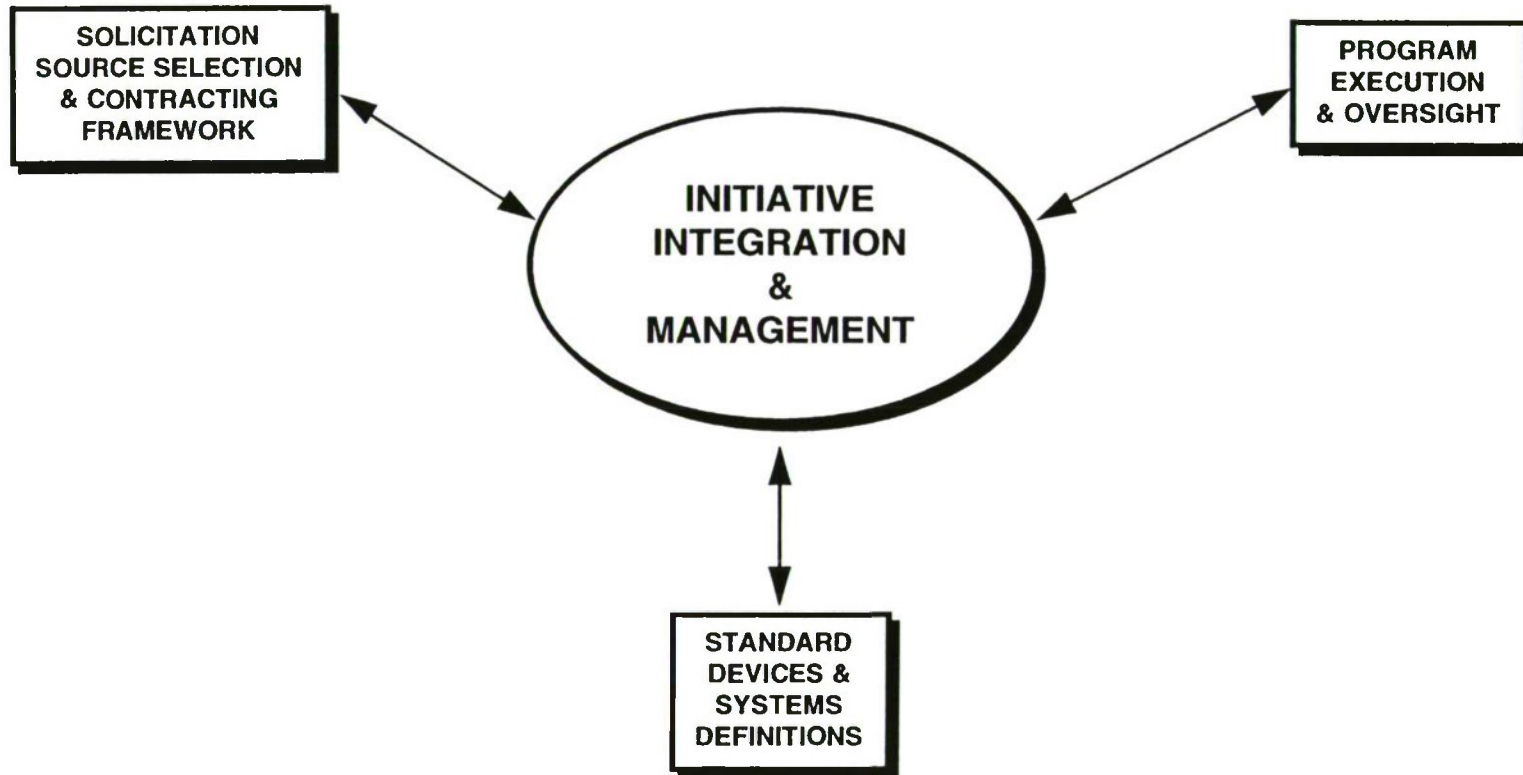 SOLICITATION
SOURCE SELECTION
& CONTRACTING
FRAMEWORK
PROGRAM
EXECUTION
& OVERSIGHT
INITIATIVE
INTEGRATION
&
MANAGEMENT
STANDARD
DEVICES &
SYSTEMS
DEFINITIONS